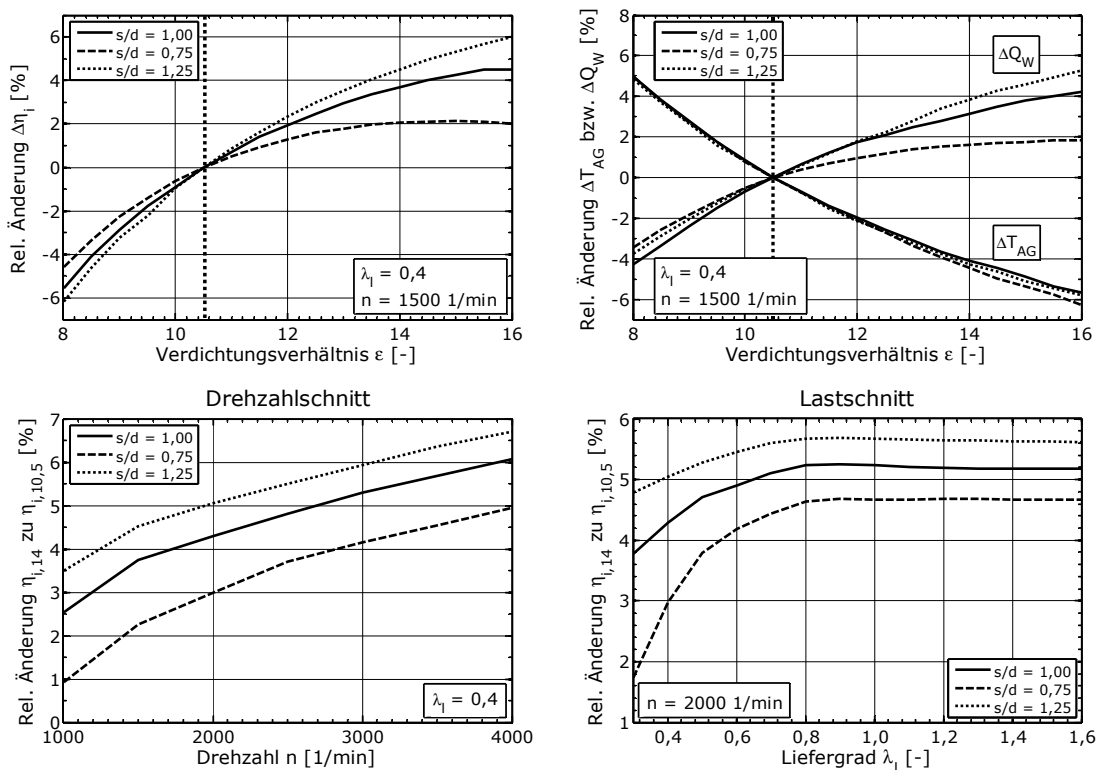 Rel. Änderung Δη_i [%]
6
4
2
0
-2
-4
-6
s/d = 1,00
s/d = 0,75
s/d = 1,25
λ_l = 0,4
n = 1500 1/min
8 10 12 14 16
Verdichtungsverhältnis ε [-]
Rel. Änderung ΔT_AG bzw. ΔQ_W [%]
8
6
4
2
0
-2
-4
-6
s/d = 1,00
s/d = 0,75
s/d = 1,25
ΔQ_W
ΔT_AG
λ_l = 0,4
n = 1500 1/min
8 10 12 14 16
Verdichtungsverhältnis ε [-]
Drehzahlschnitt
Rel. Änderung η_i,14 zu η_i,10,5 [%]
7
6
5
4
3
2
1
0
s/d = 1,00
s/d = 0,75
s/d = 1,25
λ_l = 0,4
1000 2000 3000 4000
Drehzahl n [1/min]
Lastschnitt
Rel. Änderung η_i,14 zu η_i,10,5 [%]
6
5
4
3
2
1
n = 2000 1/min
s/d = 1,00
s/d = 0,75
s/d = 1,25
0,4 0,6 0,8 1,0 1,2 1,4 1,6
Liefergrad λ_l [-]